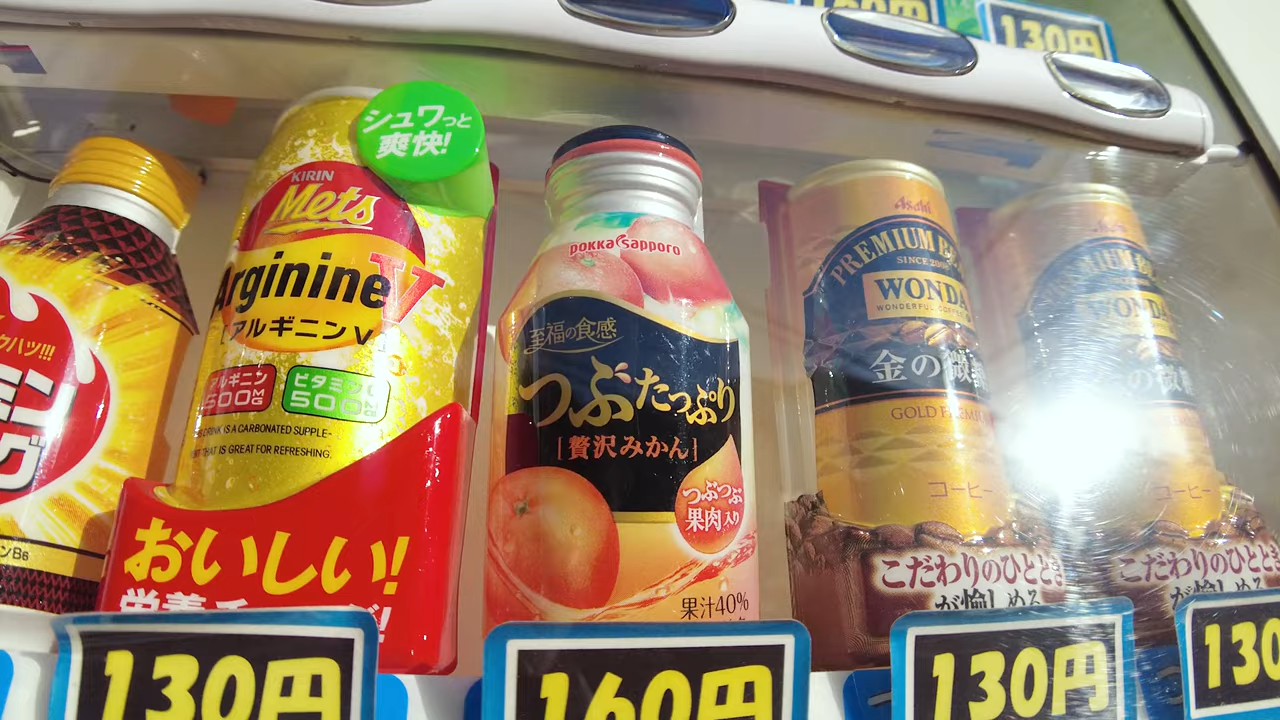 130円
シュワっと
爽快!
KIRIN
Mets
Arginine V
[アルギニンV]
アルギニン
500MG
ビタミンC
500MG
DRINK IS A CARBONATED SUPPLE-
THAT IS GREAT FOR REFRESHING.
おいしい!
130円
POKKA sapporo
至福の食感
つぶたっぷり
[贅沢みかん]
つぶつぶ
果肉入り
果汁40%
160円
Asahi
PREMIUM
SINCE
WONDA
WONDERFUL
金の微
GOLD
コーヒー
こだわりのひととき
が愉しめる
130円
WONDA
の微
コーヒー
こだわりのひととき
130